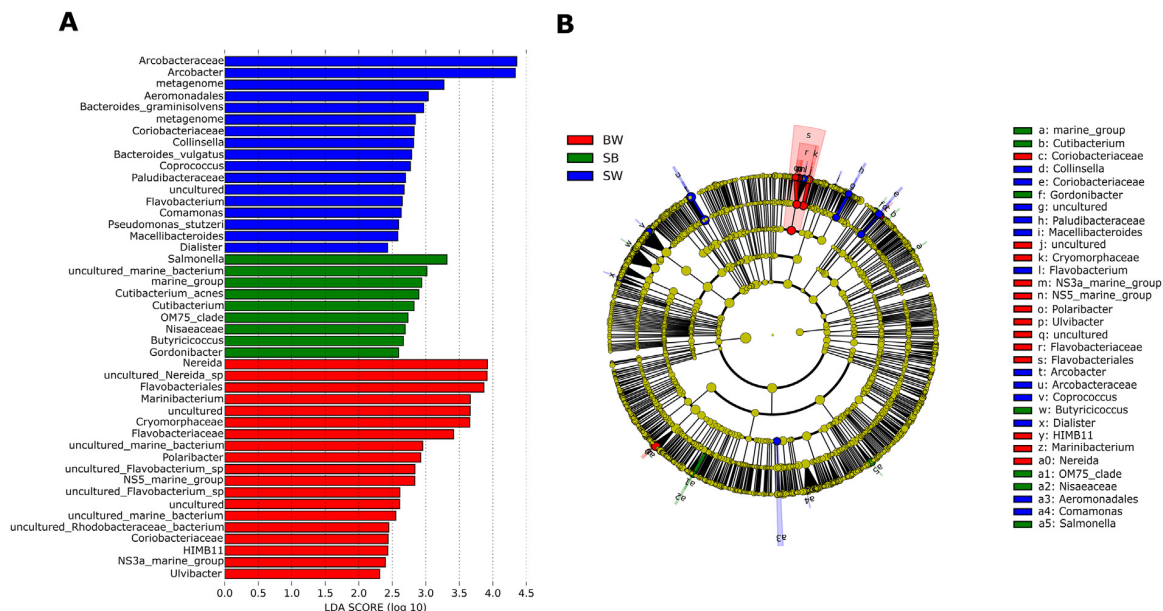 A
Arcobacteraceae
Arcobacter
metagenome
Aeromonadales
Bacteroides_graminisolvens
metagenome
Coriobacteriaceae
Collinsella
Bacteroides_vulgatus
Coprococcus
Paludibacteraceae
uncultured
Flavobacterium
Comamonas
Pseudomonas_stutzeri
Macellibacteroides
Dialister
Salmonella
uncultured_marine_bacterium
marine_group
Cutibacterium_acnes
Cutibacterium
OM75_clade
Nisaeaceae
Butyricicoccus
Gordonibacter
Nereida
uncultured_Nereida_sp
Flavobacteriales
Marinibacterium
uncultured
Cryomorphaceae
Flavobacteriaceae
uncultured_marine_bacterium
Polaribacter
uncultured_Flavobacterium_sp
NS5_marine_group
uncultured_Flavobacterium_sp
uncultured
uncultured_marine_bacterium
uncultured_Rhodobacteraceae_bacterium
Coriobacteriaceae
HIMB11
NS3a_marine_group
Ulvibacter
0.0 0.5 1.0 1.5 2.0 2.5 3.0 3.5 4.0 4.5
LDA SCORE (log 10)
B
BW
SB
SW
s
r k
h
e
b
a
u
v
w
x
a1
a2
a3
a4
a5
a: marine_group
b: Cutibacterium
c: Coriobacteriaceae
d: Collinsella
e: Coriobacteriaceae
f: Gordonibacter
g: uncultured
h: Paludibacteraceae
i: Macellibacteroides
j: uncultured
k: Cryomorphaceae
l: Flavobacterium
m: NS3a_marine_group
n: NS5_marine_group
o: Polaribacter
p: Ulvibacter
q: uncultured
r: Flavobacteriaceae
s: Flavobacteriales
t: Arcobacter
u: Arcobacteraceae
v: Coprococcus
w: Butyricicoccus
x: Dialister
y: HIMB11
z: Marinibacterium
a0: Nereida
a1: OM75_clade
a2: Nisaeaceae
a3: Aeromonadales
a4: Comamonas
a5: Salmonella